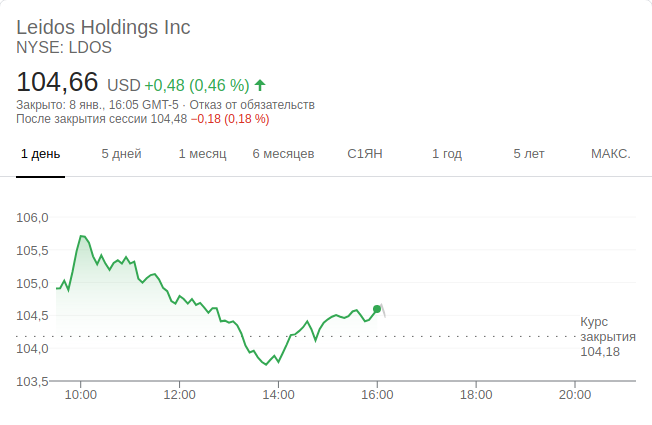 Leidos Holdings Inc
NYSE: LDOS
104,66 USD +0,48 (0,46 %)
Закрыто: 8 янв., 16:05 GMT-5 · Отказ от обязательств
После закрытия сессии 104,48 −0,18 (0,18 %)
1 день 5 дней 1 месяц 6 месяцев С1ЯН 1 год 5 лет МАКС.
106,0
105,5
105,0
104,5
104,0
103,5
Курс
закрытия
104,18
10:00 12:00 14:00 16:00 18:00 20:00